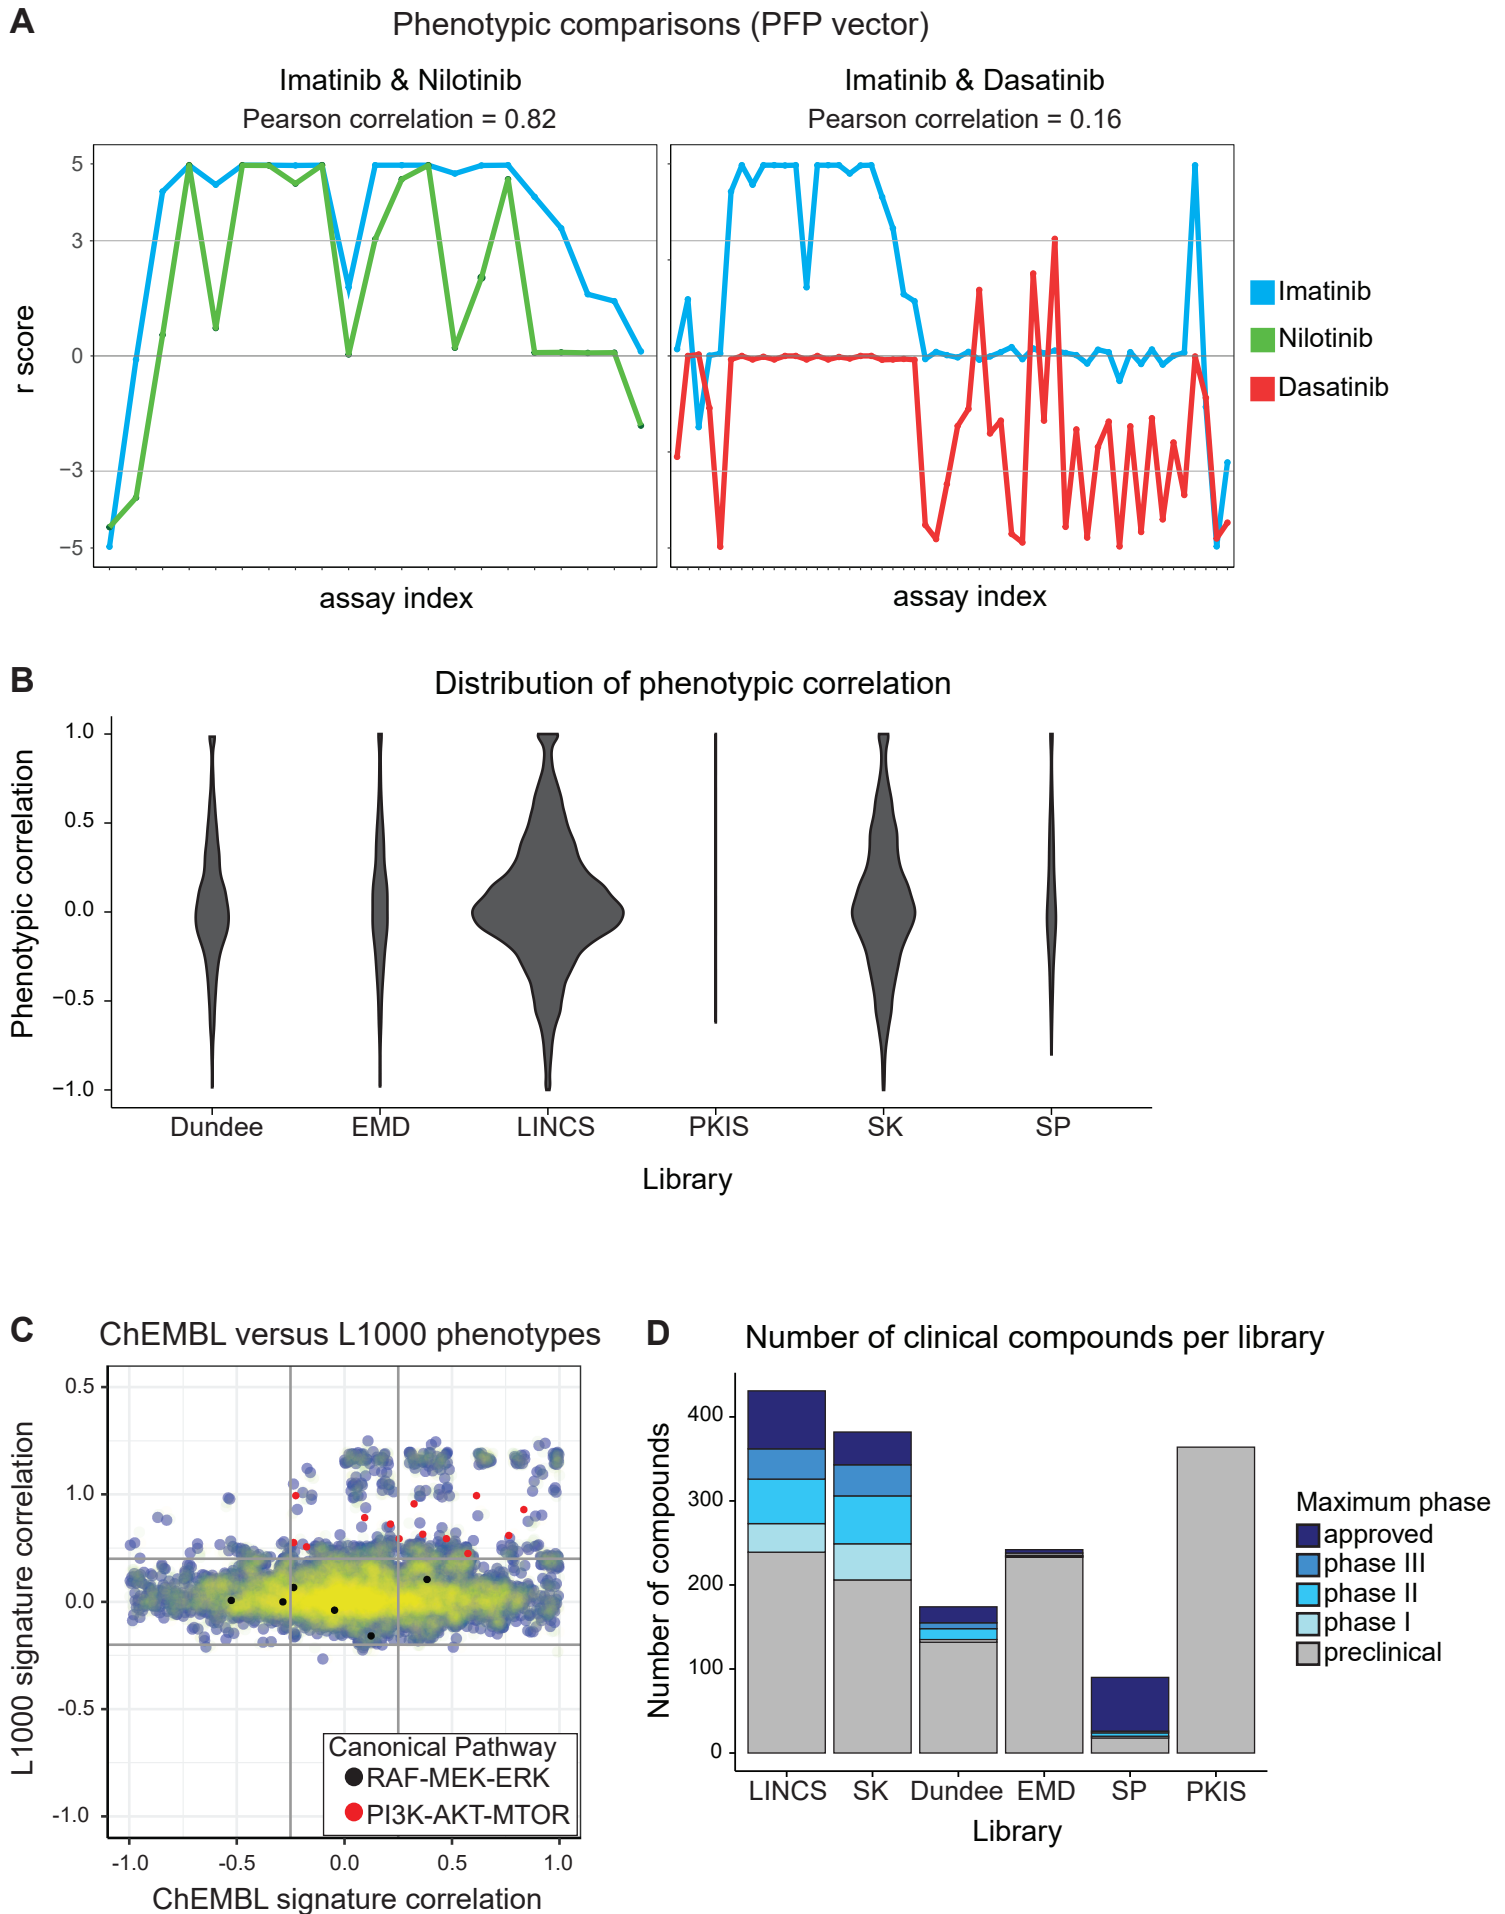 A
Phenotypic comparisons (PFP vector)
Imatinib & Nilotinib
Pearson correlation = 0.82
Imatinib & Dasatinib
Pearson correlation = 0.16
5
3
0
−3
−5
r score
assay index
assay index
Imatinib
Nilotinib
Dasatinib
B
Distribution of phenotypic correlation
1.0
0.5
0.0
−0.5
−1.0
Phenotypic correlation
Dundee EMD LINCS PKIS SK SP
Library
C
ChEMBL versus L1000 phenotypes
0.5
1.0
0.0
-0.5
-1.0
L1000 signature correlation
Canonical Pathway
RAF-MEK-ERK
PI3K-AKT-MTOR
-1.0 -0.5 0.0 0.5 1.0
ChEMBL signature correlation
D
Number of clinical compounds per library
400
300
200
100
0
Number of compounds
LINCS SK Dundee EMD SP PKIS
Library
Maximum phase
approved
phase III
phase II
phase I
preclinical